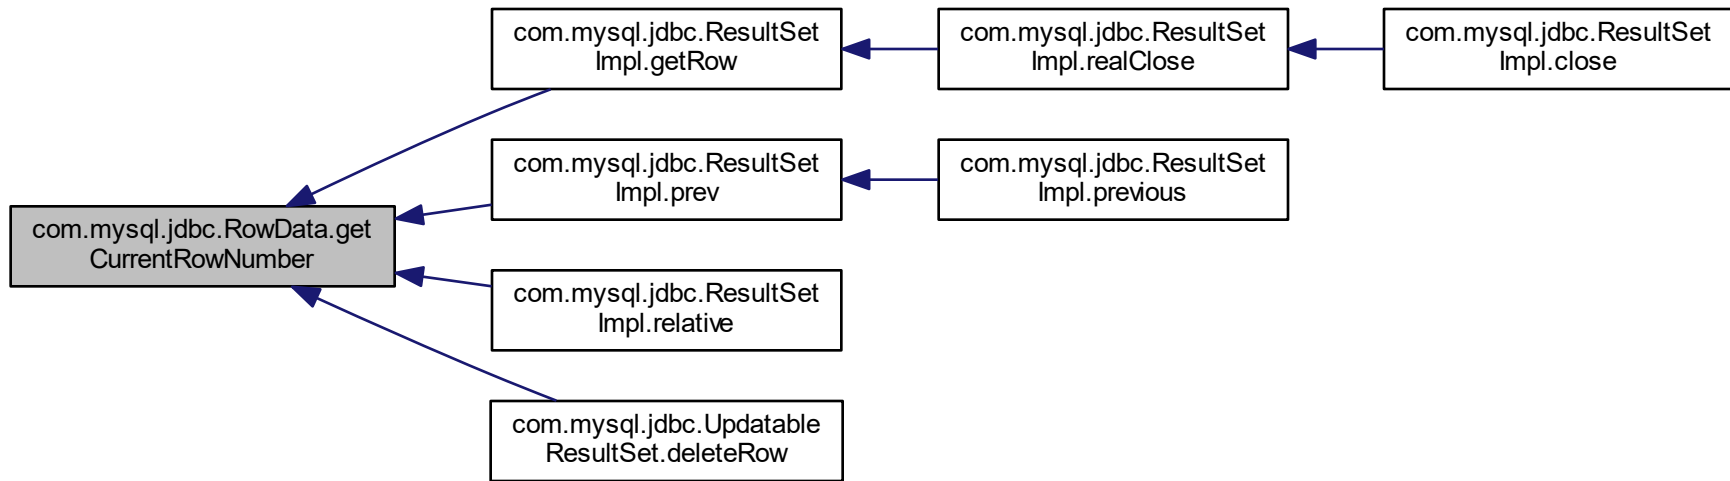 com.mysql.jdbc.ResultSet
Impl.getRow
com.mysql.jdbc.ResultSet
Impl.realClose
com.mysql.jdbc.ResultSet
Impl.close
com.mysql.jdbc.ResultSet
Impl.prev
com.mysql.jdbc.ResultSet
Impl.previous
com.mysql.jdbc.RowData.get
CurrentRowNumber
com.mysql.jdbc.ResultSet
Impl.relative
com.mysql.jdbc.Updatable
ResultSet.deleteRow